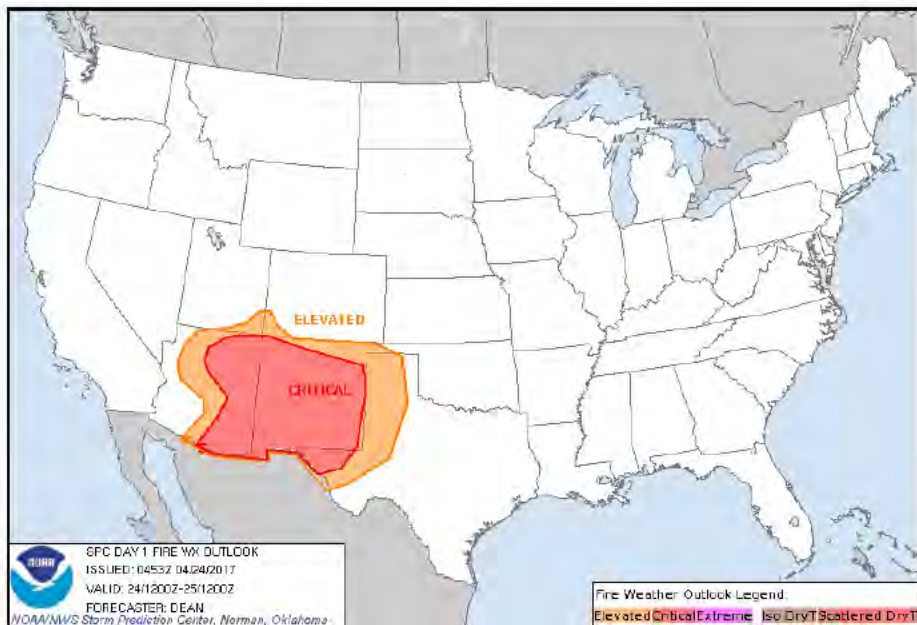 ELEVATED
CRITICAL
NOAA
SPC DAY 1 FIRE WX OUTLOOK
ISSUED: 0453Z 04/24/2017
VALID: 24/1200Z-25/1200Z
FORECASTER: DEAN
NOAA/NWS Storm Prediction Center, Norman, Oklahoma
Fire Weather Outlook Legend:
Elevated Critical Extreme Iso DryT Scattered DryT